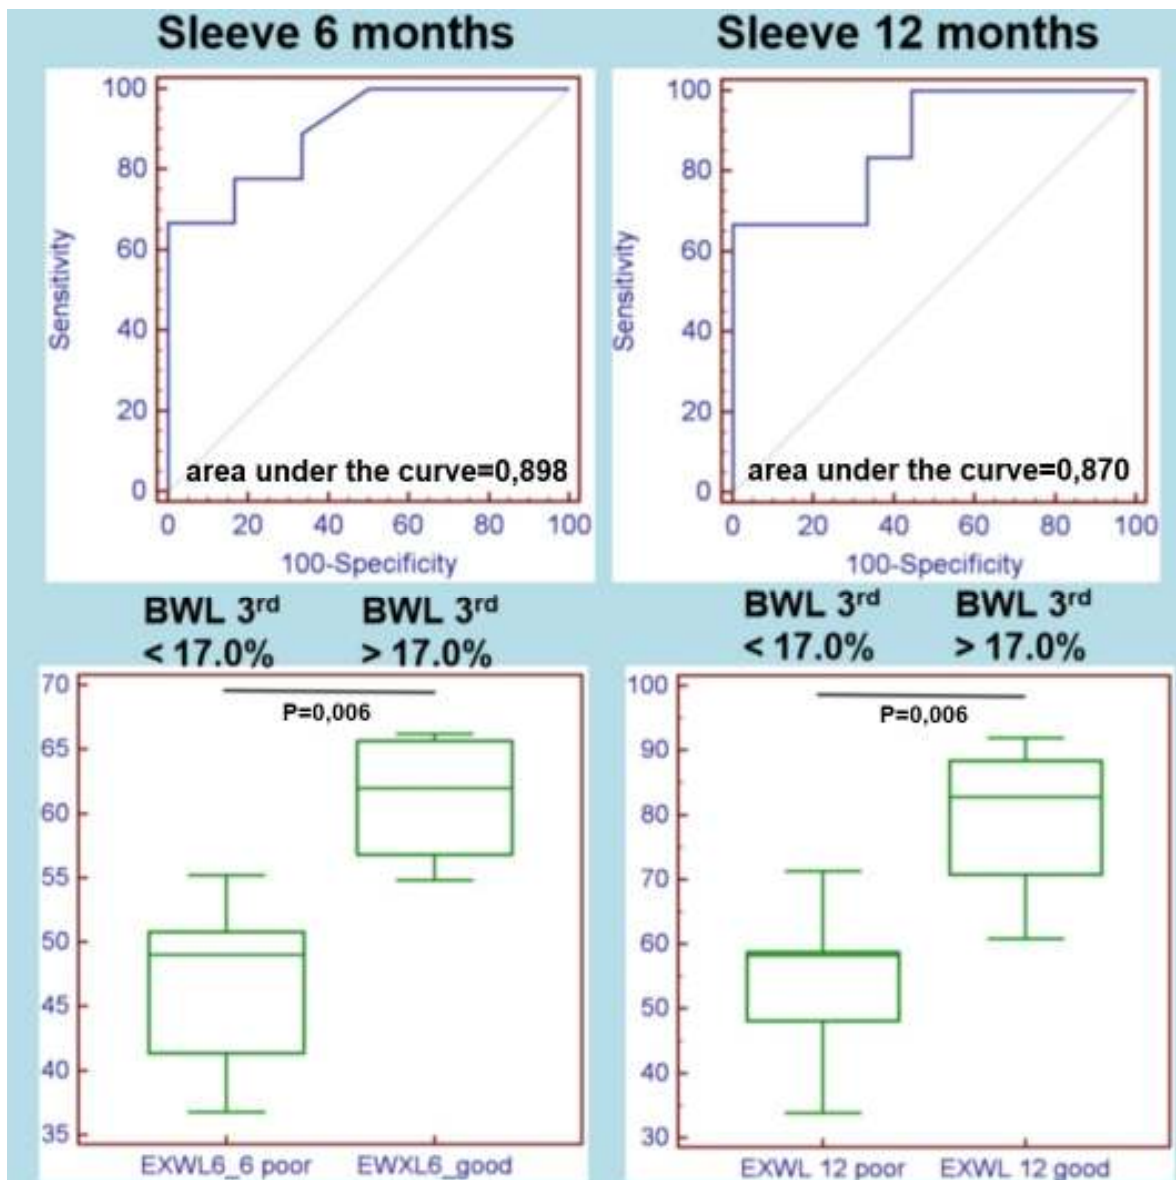 Sleeve 6 months
Sleeve 12 months
100
80
60
40
20
0
Sensitivity
area under the curve=0,898
0 20 40 60 80 100
100-Specificity
100
80
60
40
20
0
Sensitivity
area under the curve=0,870
0 20 40 60 80 100
100-Specificity
BWL 3rd
< 17.0%
BWL 3rd
> 17.0%
P=0,006
70
65
60
55
50
45
40
35
EXWL6_6 poor
EWXL6_good
BWL 3rd
< 17.0%
BWL 3rd
> 17.0%
P=0,006
100
90
80
70
60
50
40
30
EXWL 12 poor
EXWL 12 good